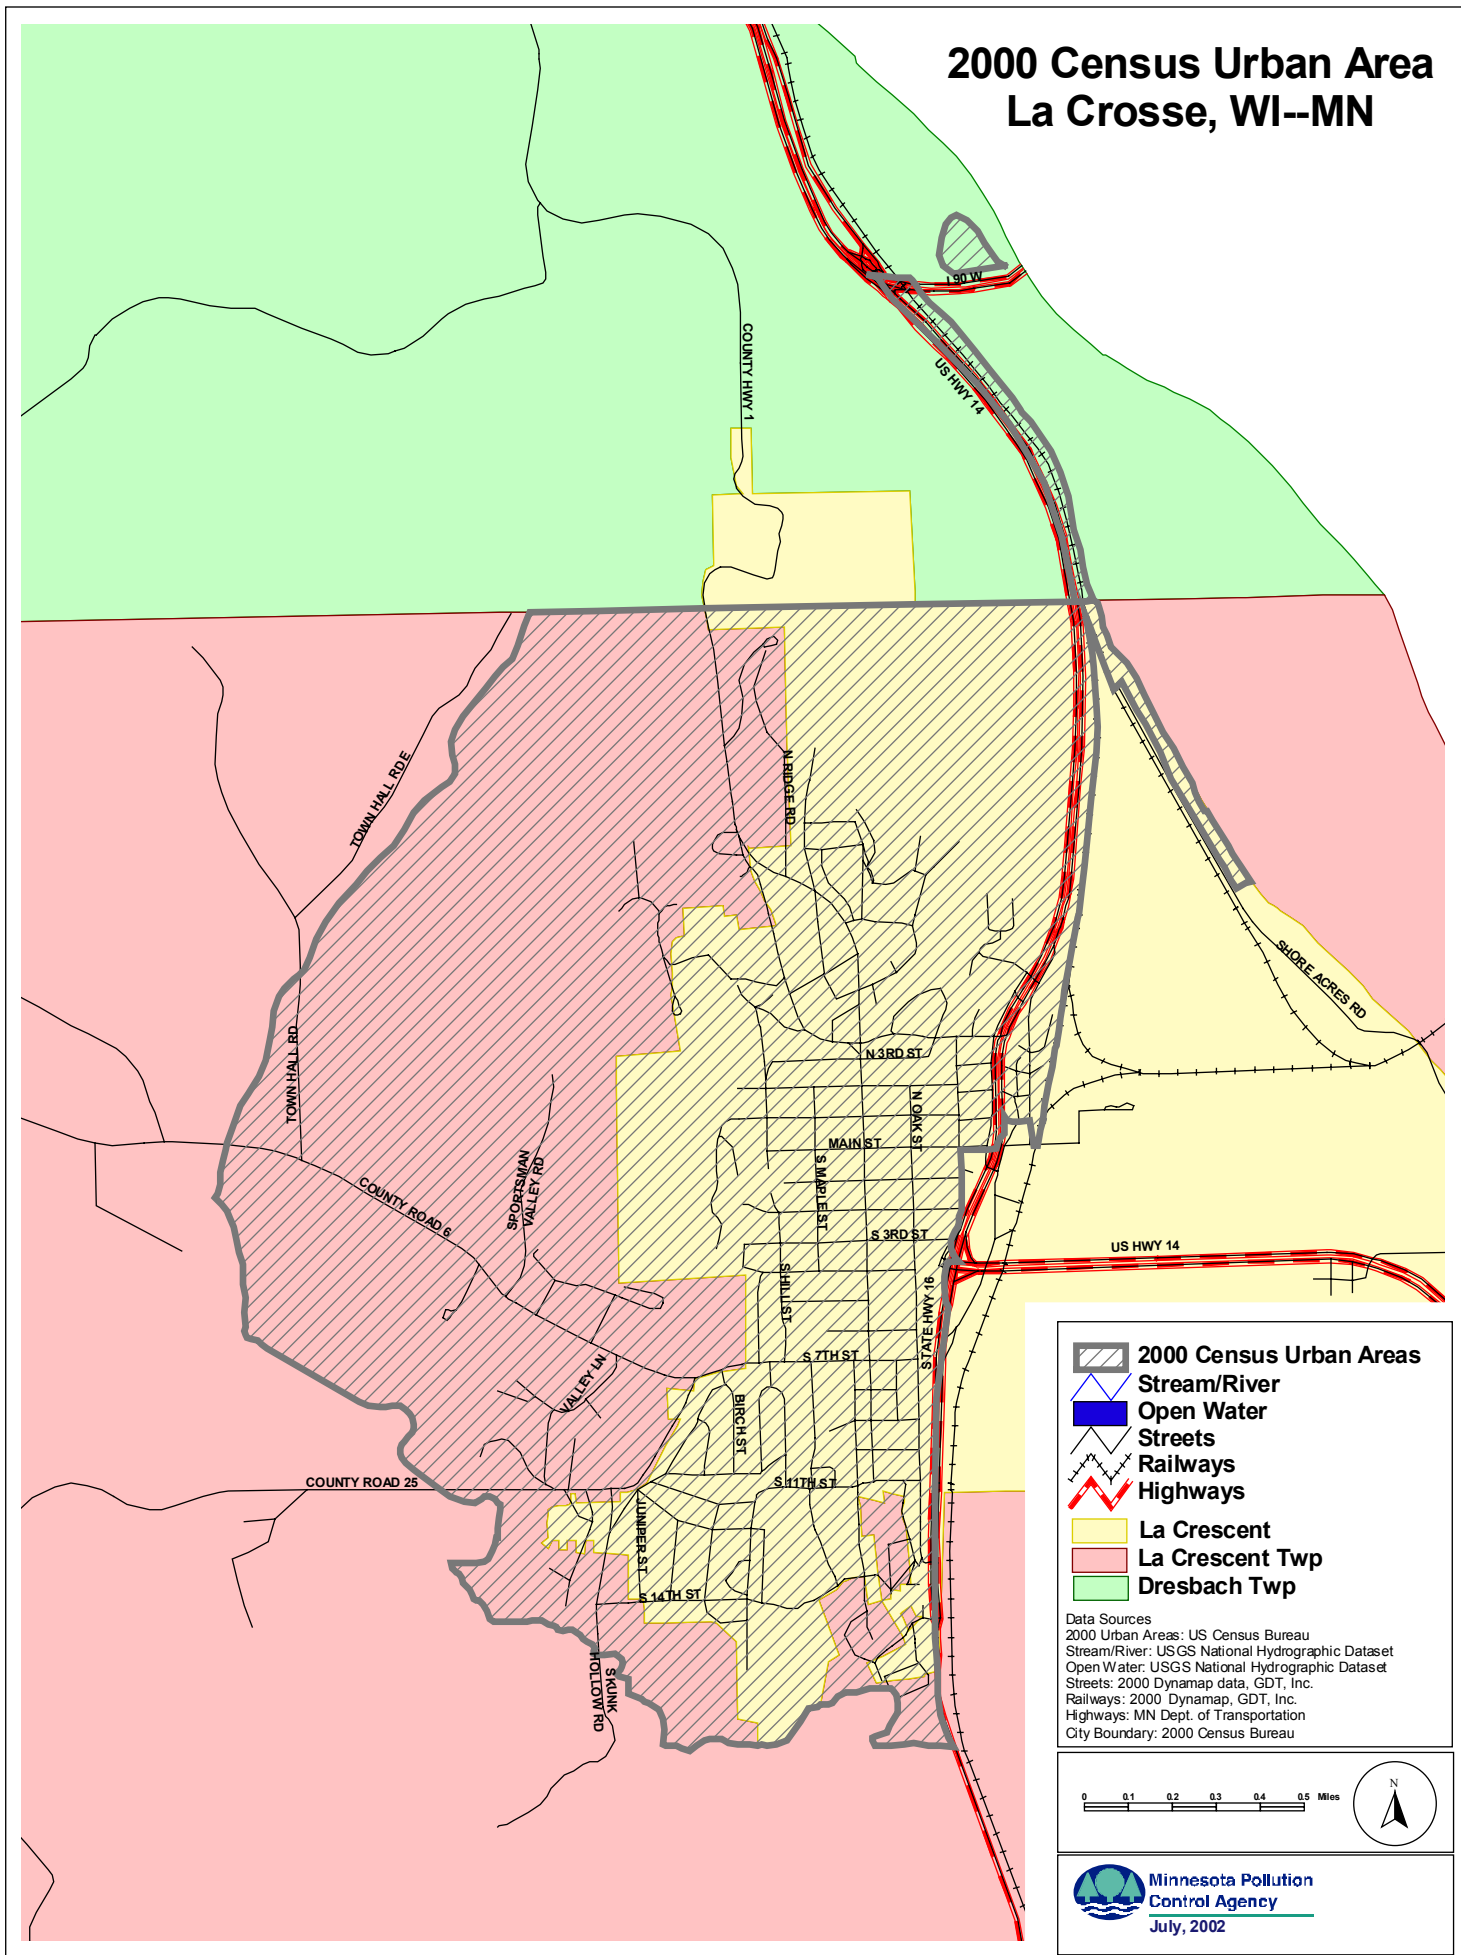 2000 Census Urban Area
La Crosse, WI--MN
I 90 W
COUNTY HWY 1
US HWY 14
N RIDGE RD
TOWN HALL RD E
SHORE ACRES RD
TOWN HALL RD
N 3RD ST
N OAK ST
MAIN ST
S MAPLE ST
SPORTSMAN
VALLEY RD
COUNTY ROAD 6
S 3RD ST
US HWY 14
S HILL ST
STATE HWY 16
S 7TH ST
VALLEY LN
BIRCH ST
COUNTY ROAD 25
S 11TH ST
JUNIPER ST
S 14TH ST
SKUNK
HOLLOW RD
2000 Census Urban Areas
Stream/River
Open Water
Streets
Railways
Highways
La Crescent
La Crescent Twp
Dresbach Twp
Data Sources
2000 Urban Areas: US Census Bureau
Stream/River: USGS National Hydrographic Dataset
Open Water: USGS National Hydrographic Dataset
Streets: 2000 Dynamap data, GDT, Inc.
Railways: 2000 Dynamap, GDT, Inc.
Highways: MN Dept. of Transportation
City Boundary: 2000 Census Bureau
0 0.1 0.2 0.3 0.4 0.5 Miles
N
Minnesota Pollution
Control Agency
July, 2002